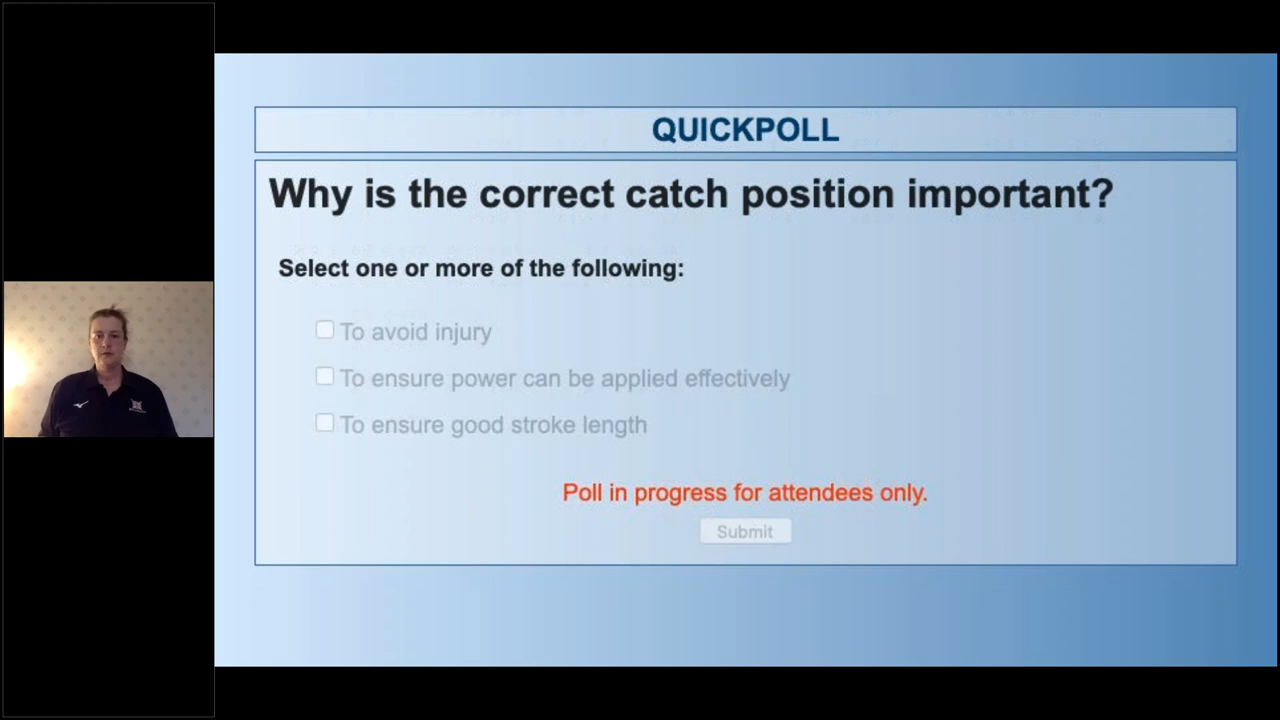 QUICKPOLL
Why is the correct catch position important?
Select one or more of the following:
To avoid injury
To ensure power can be applied effectively
To ensure good stroke length
Poll in progress for attendees only.
Submit